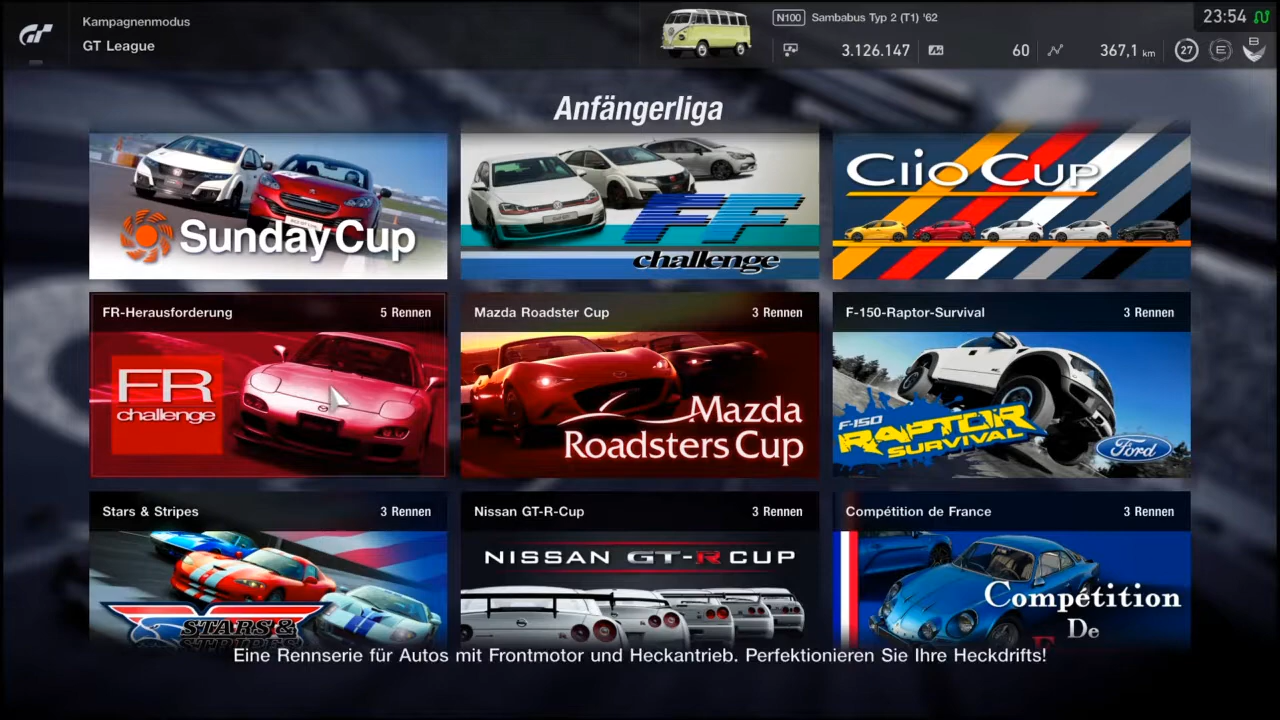 Kampagnenmodus
GT League
N100 Sambabus Typ 2 (T1) '62
3.126.147
60
367,1 km
27
E
B
23:54
Anfängerliga
Sunday Cup
FF
challenge
Clio Cup
FR-Herausforderung 5 Rennen
FR
challenge
Mazda Roadster Cup 3 Rennen
Mazda
Roadsters Cup
F-150-Raptor-Survival 3 Rennen
F-150
RAPTOR
SURVIVAL
Ford
Stars & Stripes 3 Rennen
STARS &
STRIPES
Nissan GT-R-Cup 3 Rennen
NISSAN GT-R CUP
Compétition de France 3 Rennen
Compétition
De
Eine Rennserie für Autos mit Frontmotor und Heckantrieb. Perfektionieren Sie Ihre Heckdrifts!